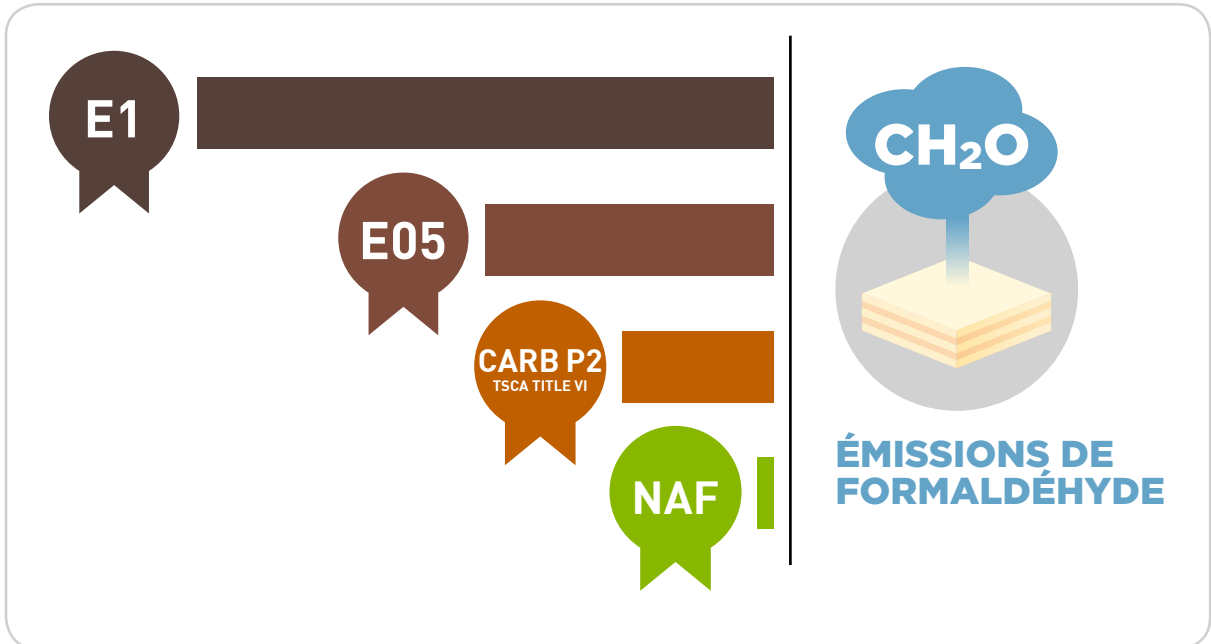 E1
E05
CARB P2
TSCA TITLE VI
NAF
CH₂O
ÉMISSIONS DE
FORMALDÉHYDE